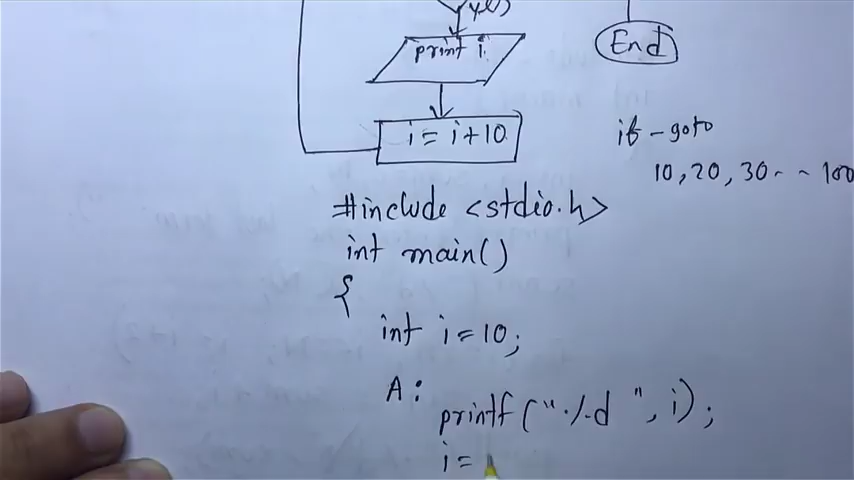 yes
print i
End
i = i+10
if - goto
10, 20, 30 - - 100
#include <stdio.h>
int main()
{
int i = 10;
A:
printf("%d ", i);
i =